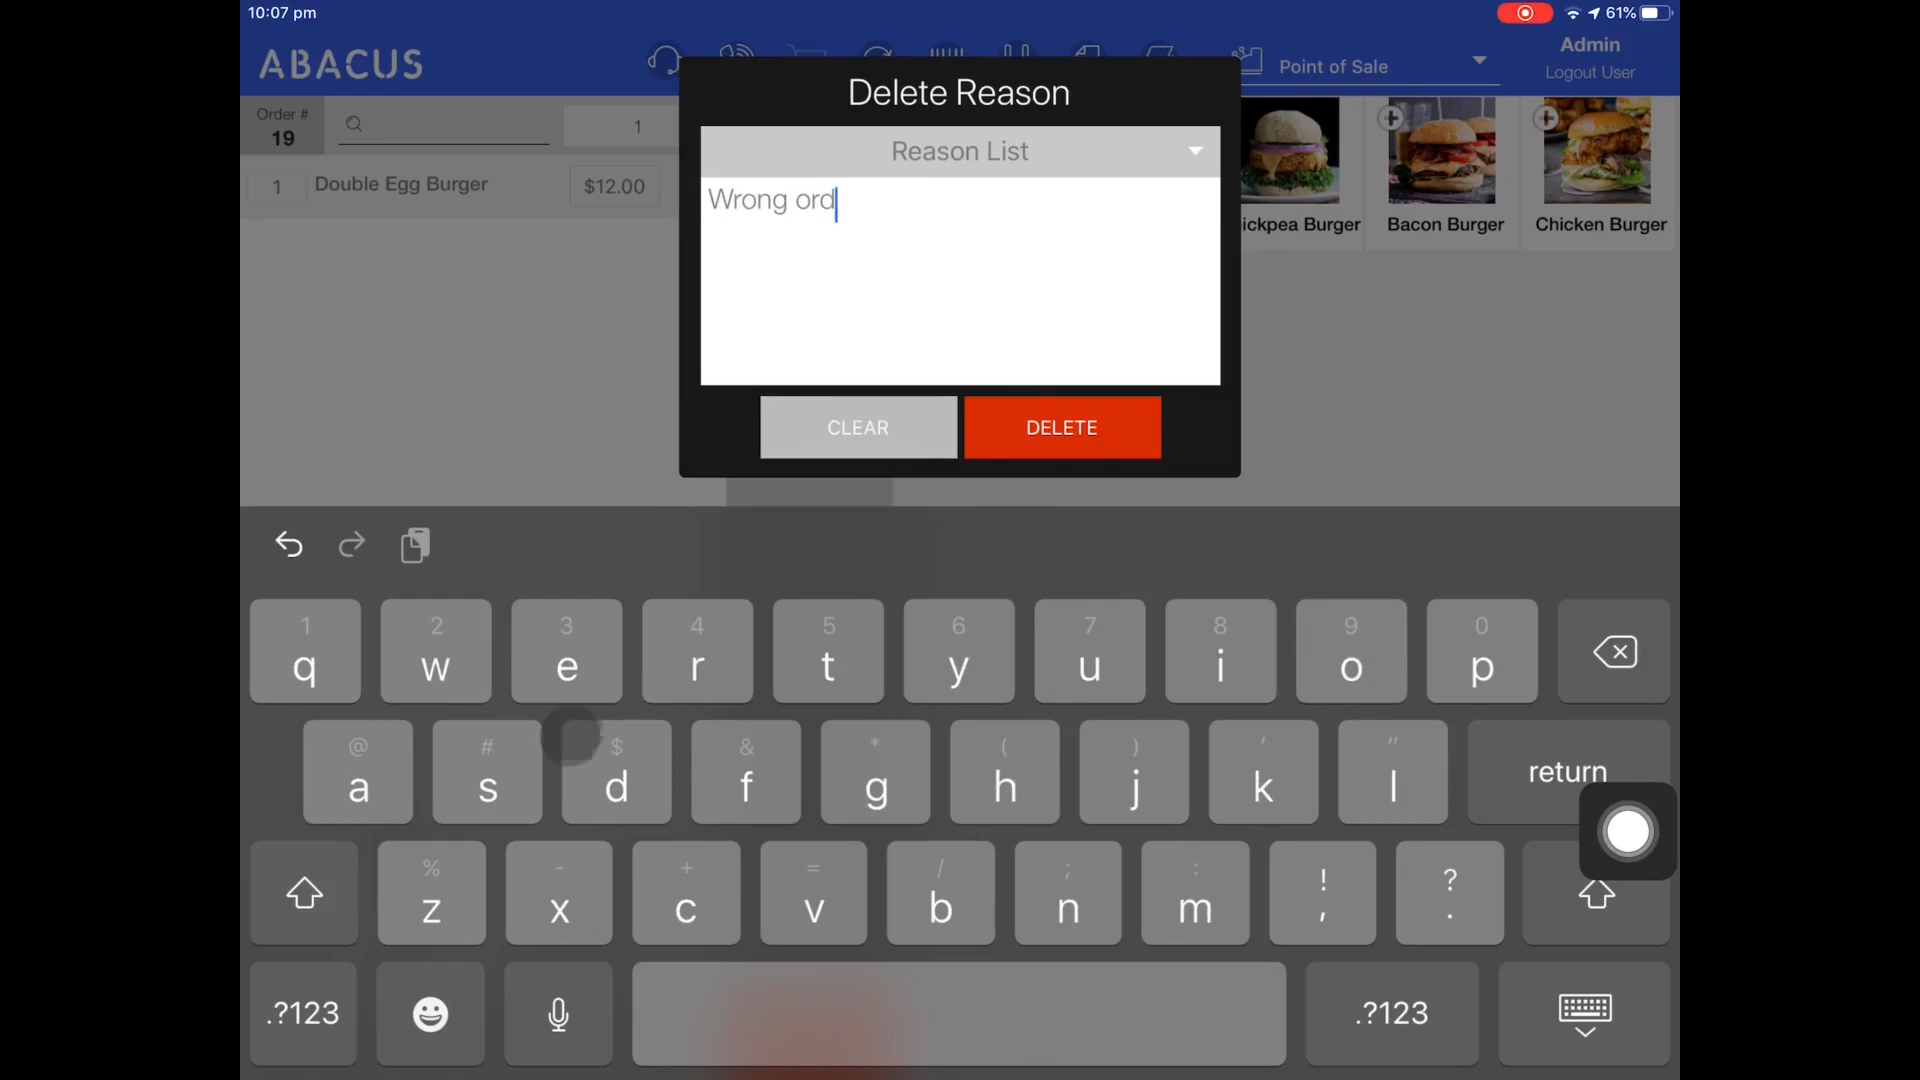 10:07 pm
61%
ABACUS
Point of Sale
Admin
Logout User
Order #
19
1
1
Double Egg Burger
$12.00
Delete Reason
Reason List
Wrong ord
CLEAR
DELETE
ickpea Burger
Bacon Burger
Chicken Burger
1 2 3 4 5 6 7 8 9 0
q w e r t y u i o p
@ # $ & * ( ) ' "
a s d f g h j k l
return
% - + = / ; : ! ?
z x c v b n m , .
.?123
.?123